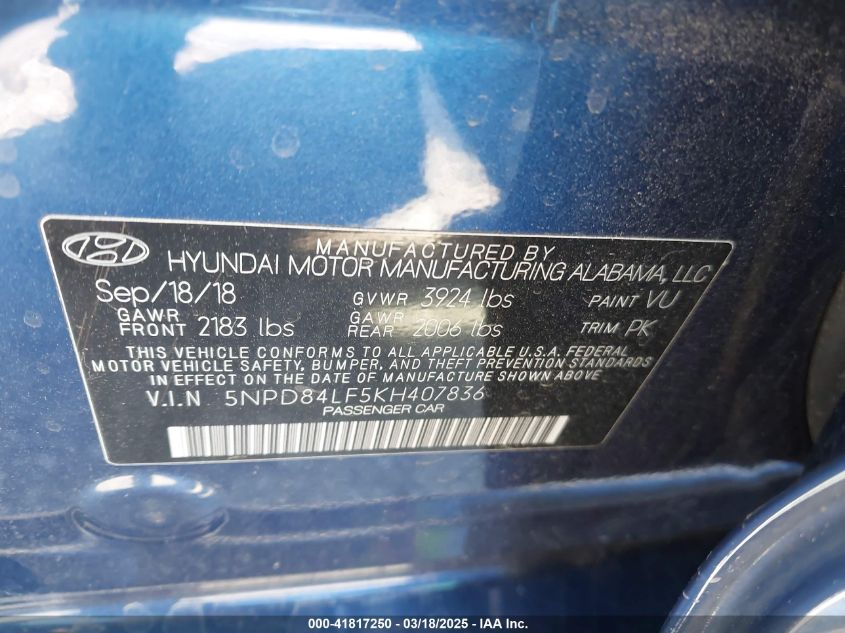 MANUFACTURED BY
HYUNDAI MOTOR MANUFACTURING ALABAMA, LLC
Sep/18/18 GVWR 3924 lbs PAINT VU
GAWR FRONT 2183 lbs GAWR REAR 2006 lbs TRIM PK
THIS VEHICLE CONFORMS TO ALL APPLICABLE U.S.A. FEDERAL
MOTOR VEHICLE SAFETY, BUMPER, AND THEFT PREVENTION STANDARDS
IN EFFECT ON THE DATE OF MANUFACTURE SHOWN ABOVE.
V.I.N 5NPD84LF5KH407836
PASSENGER CAR
000-41817250 - 03/18/2025 - IAA Inc.